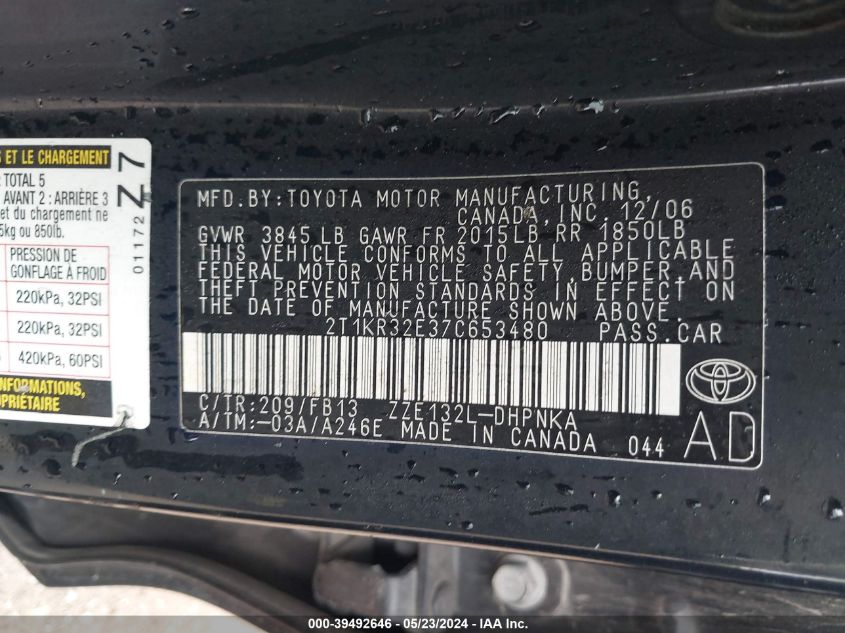 S ET LE CHARGEMENT
: TOTAL 5
AVANT 2 : ARRIÈRE 3
et du chargement ne
5kg ou 850lb.
PRESSION DE
GONFLAGE À FROID
220kPa, 32PSI
220kPa, 32PSI
420kPa, 60PSI
INFORMATIONS,
OPRIÉTAIRE
01172 Z 7
MFD.BY:TOYOTA MOTOR MANUFACTURING,
CANADA,INC. 12/06
GVWR 3845 LB GAWR FR 2015LB RR 1850LB
THIS VEHICLE CONFORMS TO ALL APPLICABLE
FEDERAL MOTOR VEHICLE SAFETY,BUMPER,AND
THEFT PREVENTION STANDARDS IN EFFECT ON
THE DATE OF MANUFACTURE SHOWN ABOVE.
2T1KR32E37C653480 PASS.CAR
C/TR:209/FB13 ZZE132L-DHPNKA
A/TM:-03A/A246E MADE IN CANADA 044 AD
000-39492646 - 05/23/2024 - IAAI.com